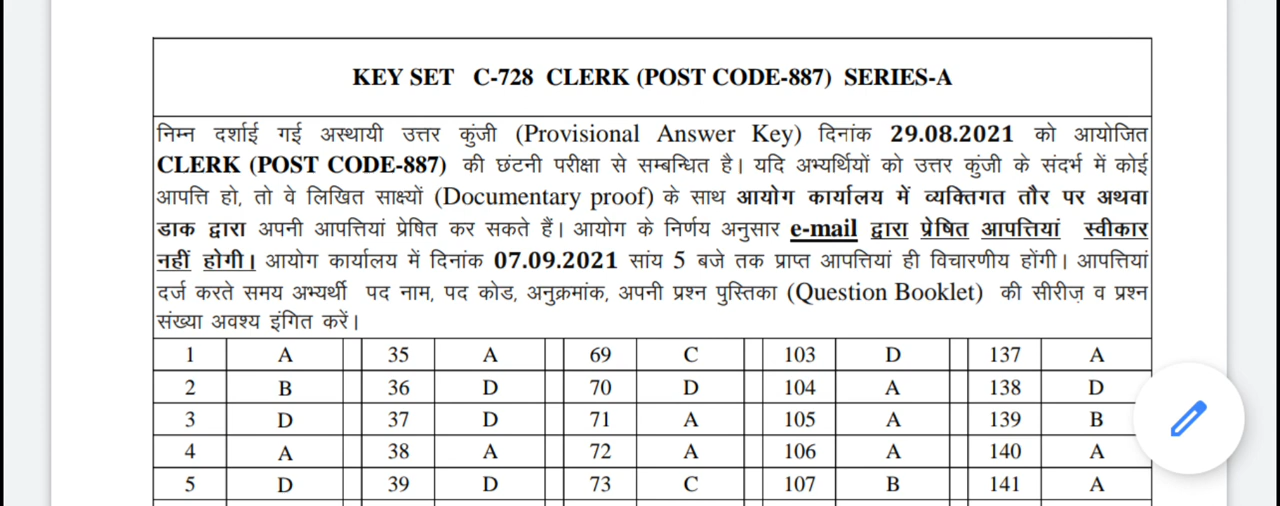 KEY SET C-728 CLERK (POST CODE-887) SERIES-A
निम्न दर्शाई गई अस्थायी उत्तर कुंजी (Provisional Answer Key) दिनांक 29.08.2021 को आयोजित
CLERK (POST CODE-887) की छंटनी परीक्षा से सम्बन्धित है। यदि अभ्यर्थियों को उत्तर कुंजी के संदर्भ में कोई
आपत्ति हो, तो वे लिखित साक्ष्यों (Documentary proof) के साथ आयोग कार्यालय में व्यक्तिगत तौर पर अथवा
डाक द्वारा अपनी आपत्तियां प्रेषित कर सकते हैं। आयोग के निर्णय अनुसार e-mail द्वारा प्रेषित आपत्तियां स्वीकार
नहीं होगी। आयोग कार्यालय में दिनांक 07.09.2021 सांय 5 बजे तक प्राप्त आपत्तियां ही विचारणीय होंगी। आपत्तियां
दर्ज करते समय अभ्यर्थी पद नाम, पद कोड, अनुक्रमांक, अपनी प्रश्न पुस्तिका (Question Booklet) की सीरीज़ व प्रश्न
संख्या अवश्य इंगित करें।
1 A 35 A 69 C 103 D 137 A
2 B 36 D 70 D 104 A 138 D
3 D 37 D 71 A 105 A 139 B
4 A 38 A 72 A 106 A 140 A
5 D 39 D 73 C 107 B 141 A